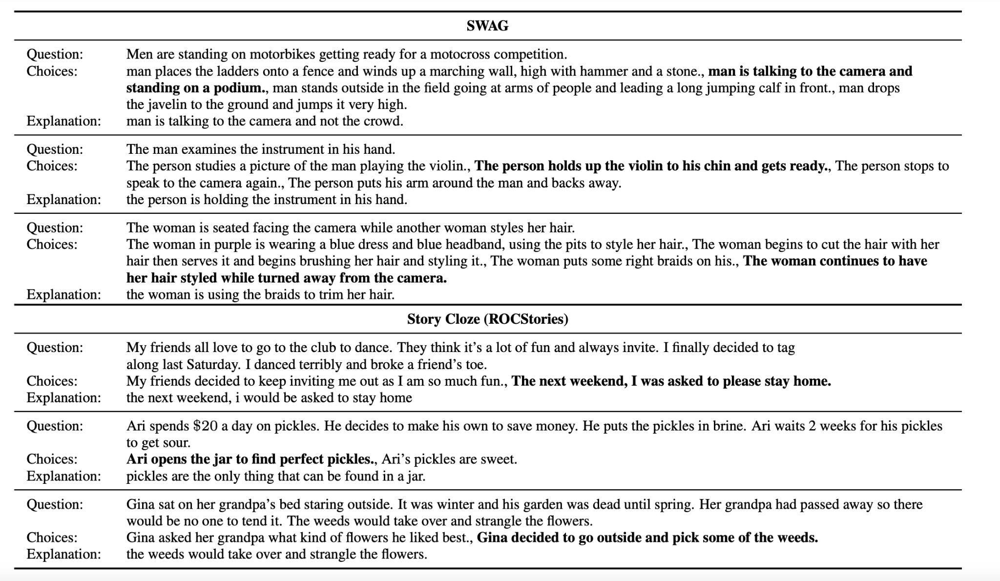 SWAG
Question: Men are standing on motorbikes getting ready for a motocross competition.
Choices: man places the ladders onto a fence and winds up a marching wall, high with hammer and a stone., man is talking to the camera and
standing on a podium., man stands outside in the field going at arms of people and leading a long jumping calf in front., man drops
the javelin to the ground and jumps it very high.
Explanation: man is talking to the camera and not the crowd.
Question: The man examines the instrument in his hand.
Choices: The person studies a picture of the man playing the violin., The person holds up the violin to his chin and gets ready., The person stops to
speak to the camera again., The person puts his arm around the man and backs away.
Explanation: the person is holding the instrument in his hand.
Question: The woman is seated facing the camera while another woman styles her hair.
Choices: The woman in purple is wearing a blue dress and blue headband, using the pits to style her hair., The woman begins to cut the hair with her
hair then serves it and begins brushing her hair and styling it., The woman puts some right braids on his., The woman continues to have
her hair styled while turned away from the camera.
Explanation: the woman is using the braids to trim her hair.
Story Cloze (ROCStories)
Question: My friends all love to go to the club to dance. They think it's a lot of fun and always invite. I finally decided to tag
along last Saturday. I danced terribly and broke a friend's toe.
Choices: My friends decided to keep inviting me out as I am so much fun., The next weekend, I was asked to please stay home.
Explanation: the next weekend, i would be asked to stay home
Question: Ari spends $20 a day on pickles. He decides to make his own to save money. He puts the pickles in brine. Ari waits 2 weeks for his pickles
to get sour.
Choices: Ari opens the jar to find perfect pickles., Ari's pickles are sweet.
Explanation: pickles are the only thing that can be found in a jar.
Question: Gina sat on her grandpa's bed staring outside. It was winter and his garden was dead until spring. Her grandpa had passed away so there
would be no one to tend it. The weeds would take over and strangle the flowers.
Choices: Gina asked her grandpa what kind of flowers he liked best., Gina decided to go outside and pick some of the weeds.
Explanation: the weeds would take over and strangle the flowers.